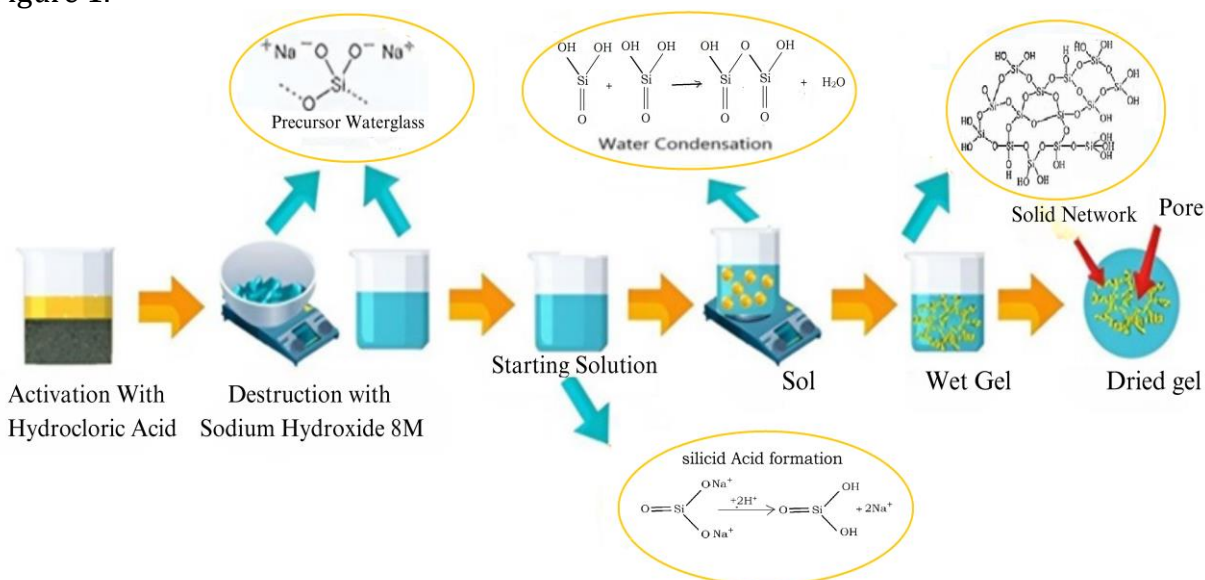 igure 1.
⁺Na⁻O O⁻ Na⁺
Si
O
Precursor Waterglass
OH OH OH OH OH O OH
Si + Si → Si Si + H₂O
O O O O
Water Condensation
Solid Network
Pore
Starting Solution
Sol
Wet Gel
Dried gel
Activation With
Hydrocloric Acid
Destruction with
Sodium Hydroxide 8M
silicid Acid formation
O Na⁺ OH
O=Si +2H⁺ → O=Si + 2Na⁺
O Na⁺ OH